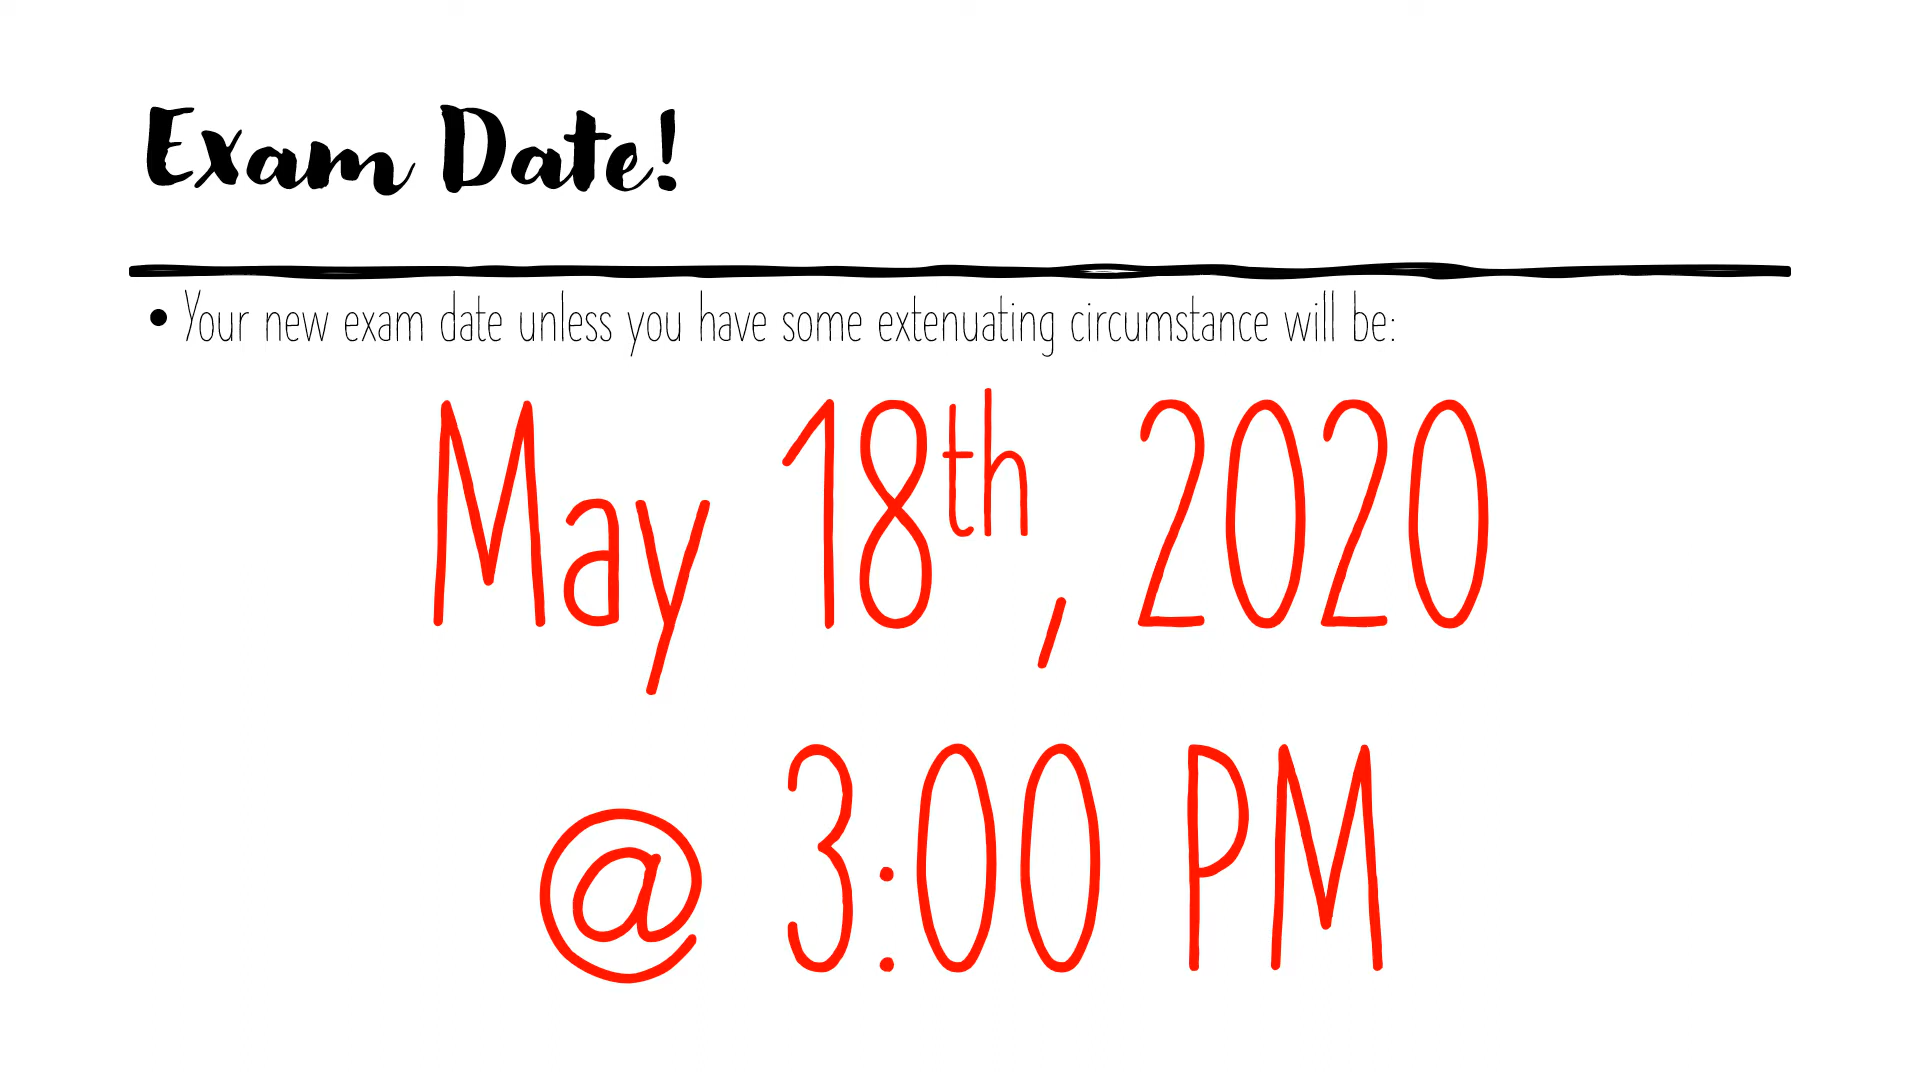 Exam Date!
• Your new exam date unless you have some extenuating circumstance will be:
May 18th, 2020
@ 3:00 PM